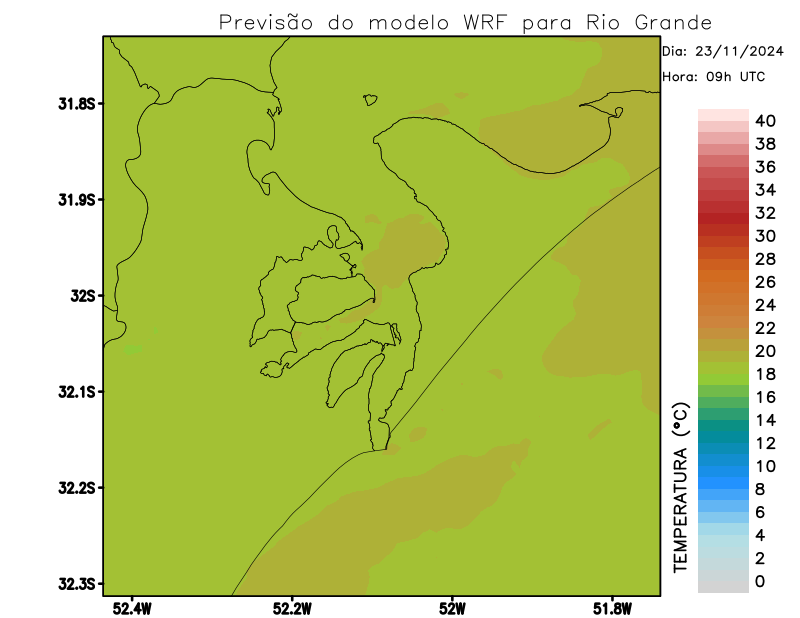 Previsão do modelo WRF para Rio Grande
Dia: 23/11/2024
Hora: 09h UTC
31.8S
31.9S
32S
32.1S
32.2S
32.3S
52.4W
52.2W
52W
51.8W
TEMPERATURA (°C)
40
38
36
34
32
30
28
26
24
22
20
18
16
14
12
10
8
6
4
2
0